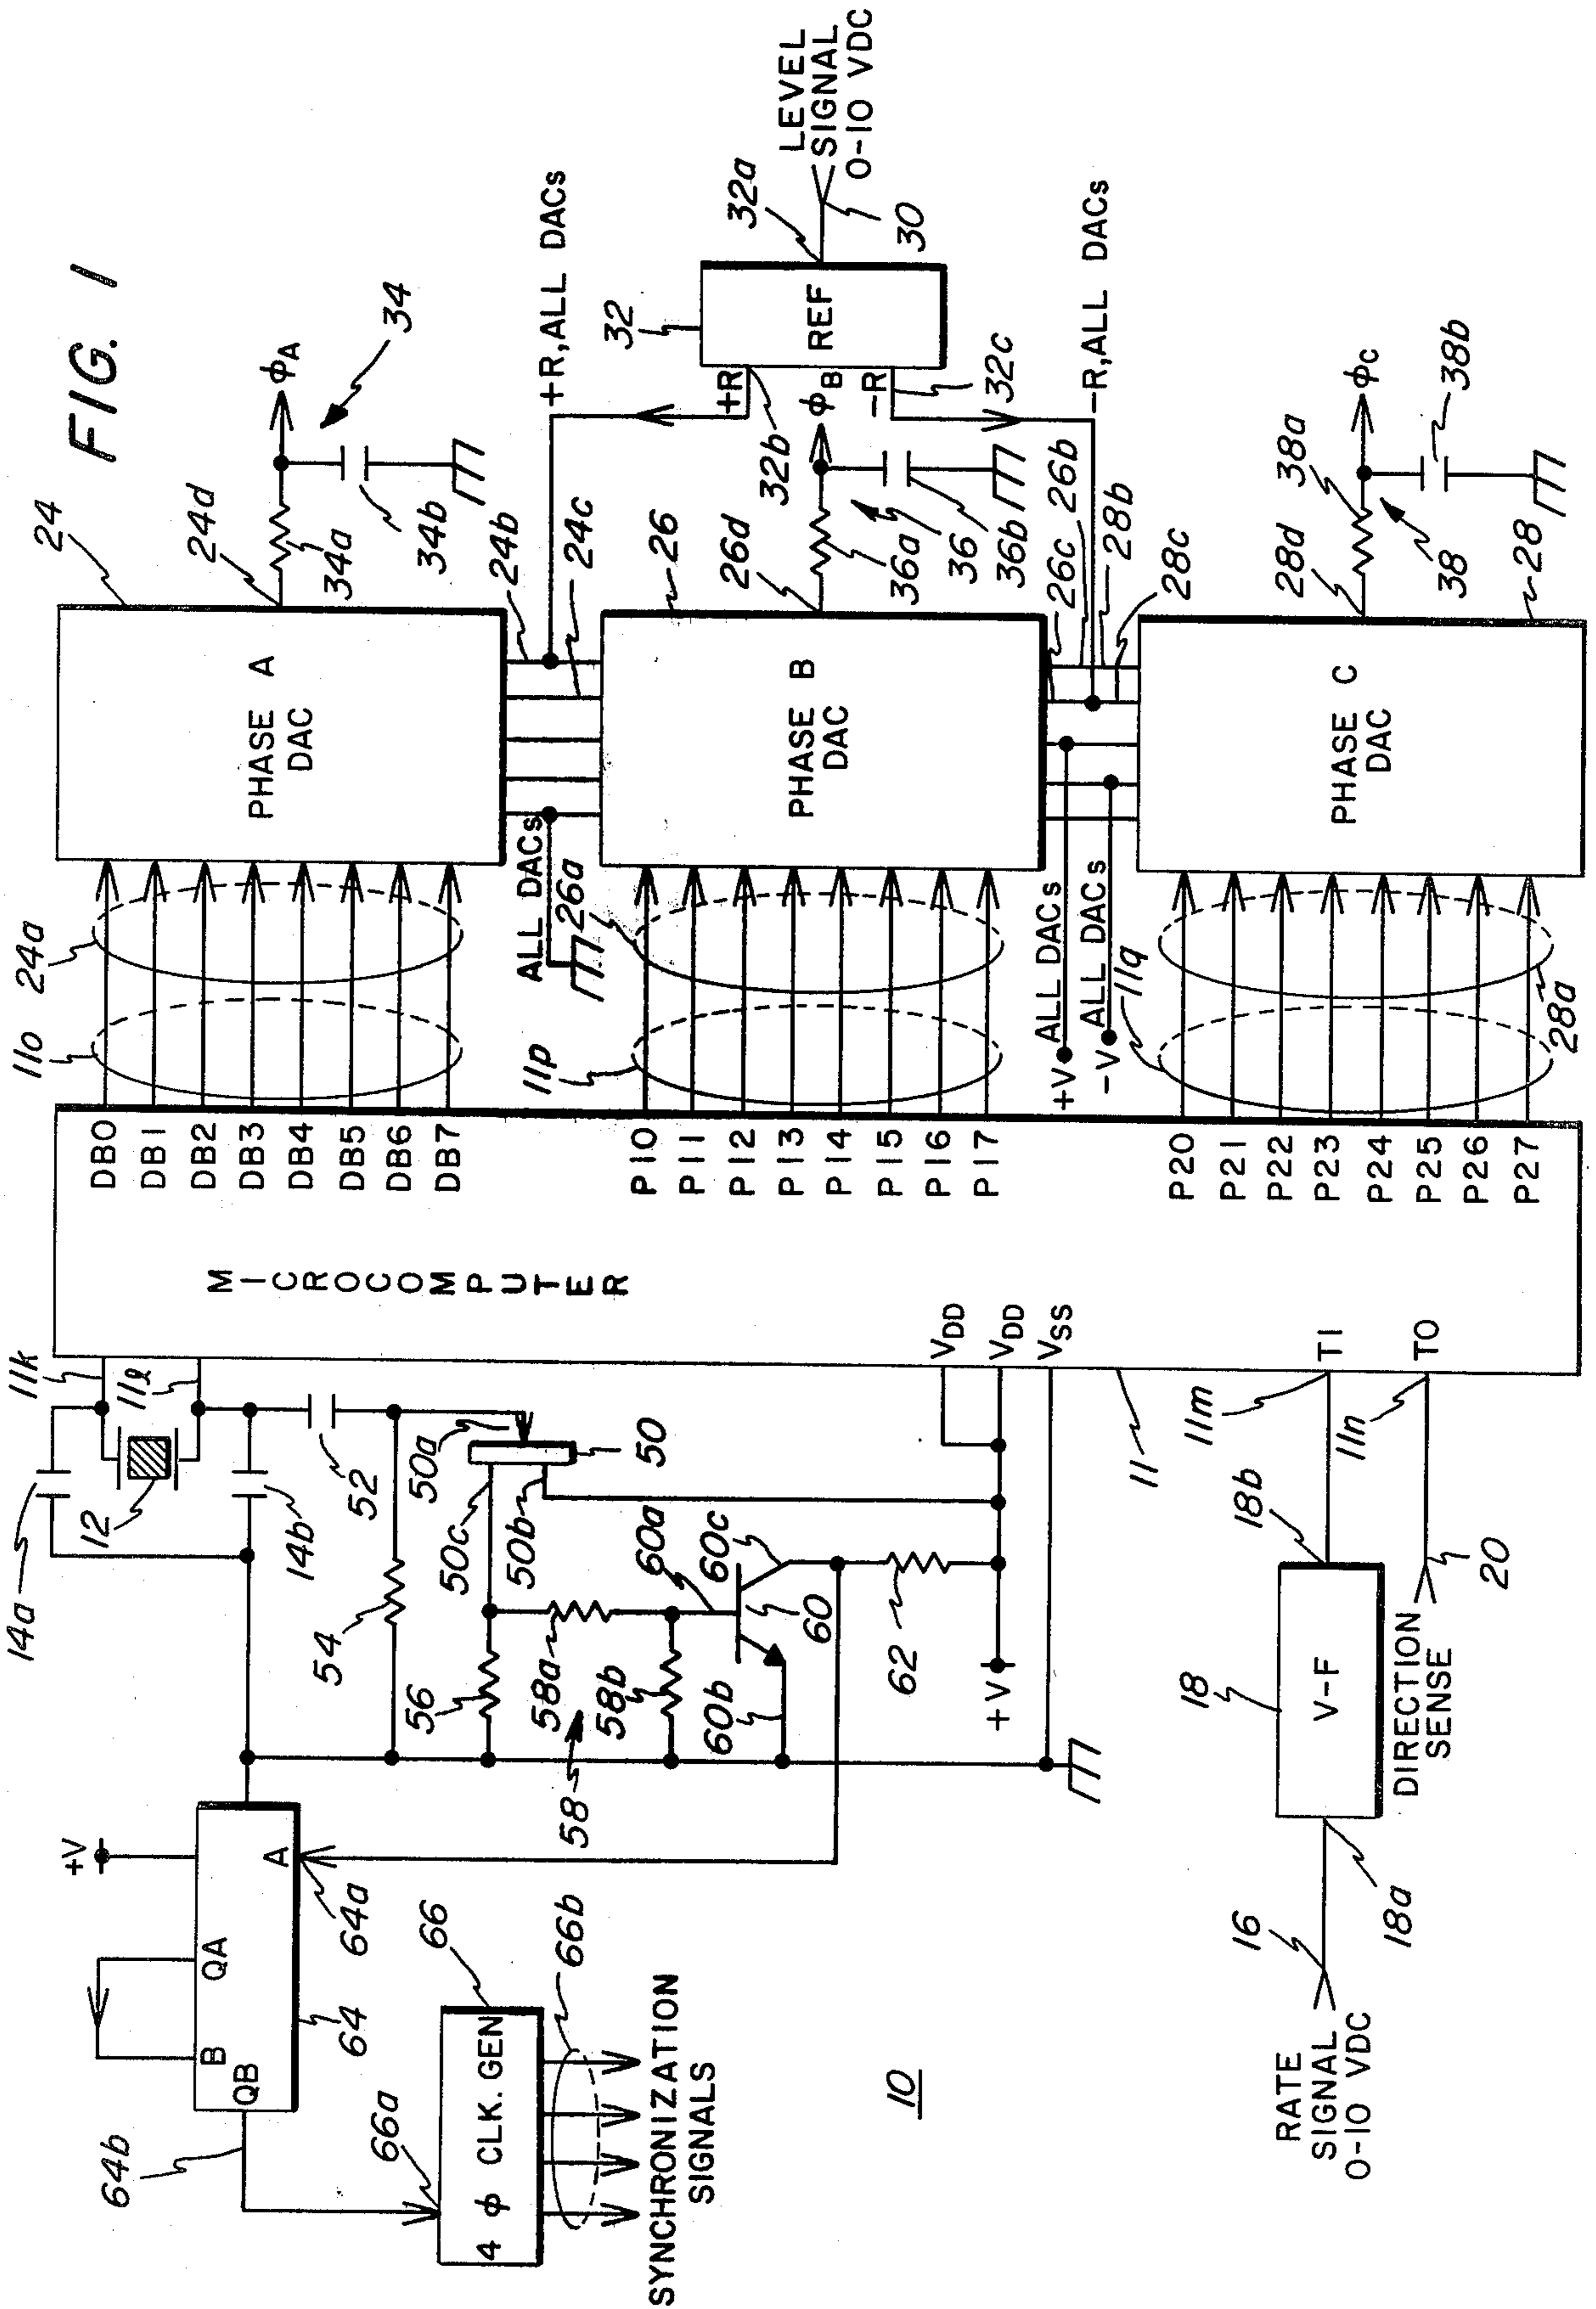 FIG. 1
24
24d
ΦA
34
34a
34b
PHASE A
DAC
24a
11o
DB0
DB1
DB2
DB3
DB4
DB5
DB6
DB7
24b
24c
+R, ALL DACs
ALL DACs
26a
26
26d
ΦB
36a
36
36b
PHASE B
DAC
11p
P10
P11
P12
P13
P14
P15
P16
P17
32
REF
+R
-R
32a
32b
32c
30
LEVEL
SIGNAL
0-10 VDC
-R, ALL DACs
26c
26b
28b
28c
+V
ALL DACs
-V
ALL DACs
11q
28d
38a
ΦC
38b
38
28
PHASE C
DAC
28a
P20
P21
P22
P23
P24
P25
P26
P27
MICROCOMPUTER
11k
11l
14a
12
14b
52
54
50a
50
50c
50b
56
58a
58b
58
60a
60c
60
60b
62
+V
VDD
VDD
VSS
11
T1
T0
11m
11n
18b
18
V-F
18a
16
RATE
SIGNAL
0-10 VDC
20
DIRECTION
SENSE
+V
A
QA
B
QB
64a
64
64b
66a
66
4 Φ CLK. GEN
66b
SYNCHRONIZATION
SIGNALS
10